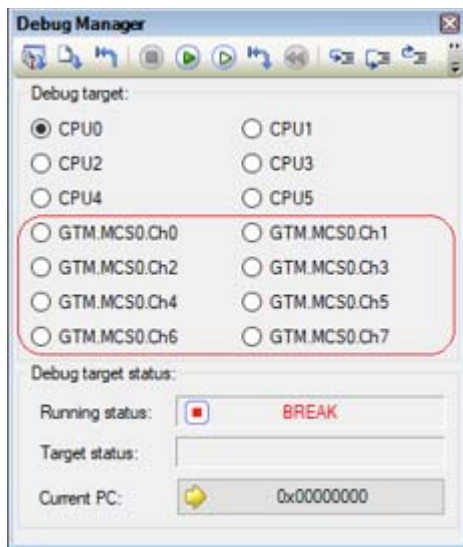 Debug Manager
Debug target:
CPU0 CPU1
CPU2 CPU3
CPU4 CPU5
GTM.MCS0.Ch0 GTM.MCS0.Ch1
GTM.MCS0.Ch2 GTM.MCS0.Ch3
GTM.MCS0.Ch4 GTM.MCS0.Ch5
GTM.MCS0.Ch6 GTM.MCS0.Ch7
Debug target status:
Running status: BREAK
Target status:
Current PC: 0x00000000